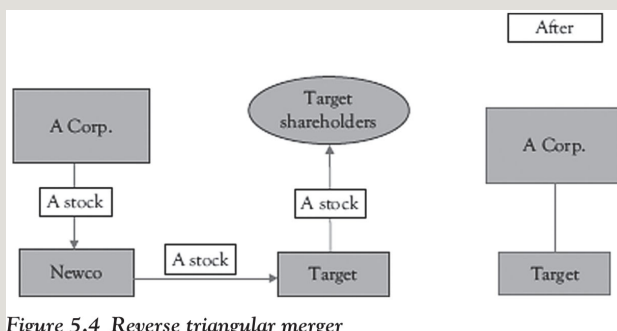 After
A Corp.
Target
shareholders
A Corp.
A stock
A stock
A stock
Newco
Target
Target
Figure 5.4 Reverse triangular merger